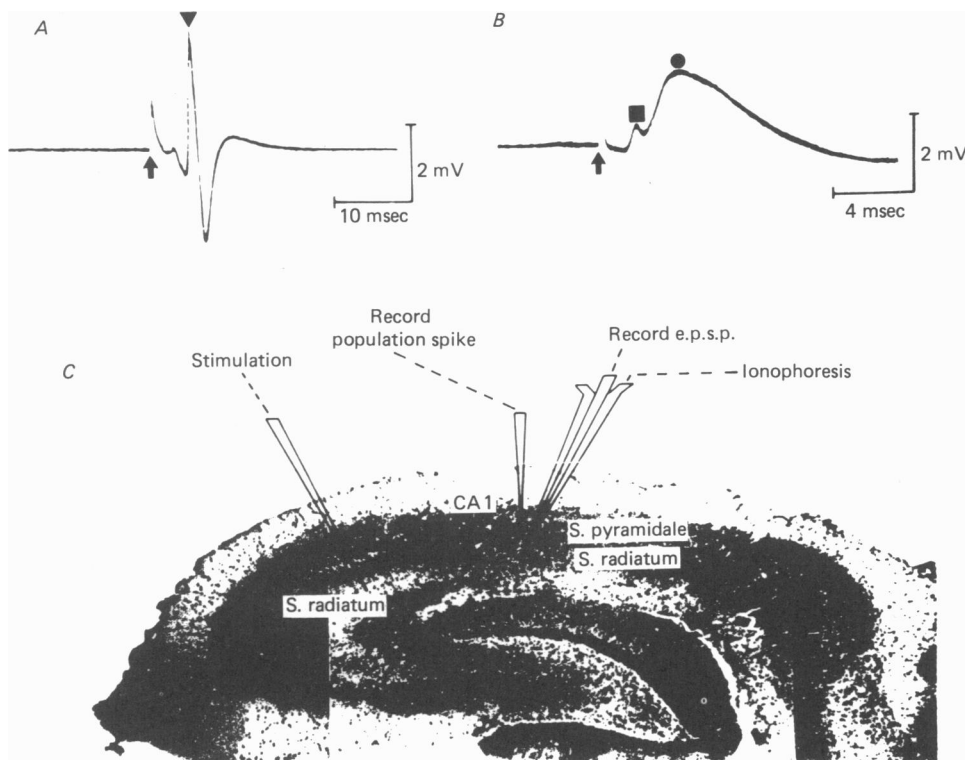 A
B
2 mV
10 msec
2 mV
4 msec
C
Stimulation
Record
population spike
Record e.p.s.p.
Ionophoresis
CA1
S. pyramidale
S. radiatum
S. radiatum